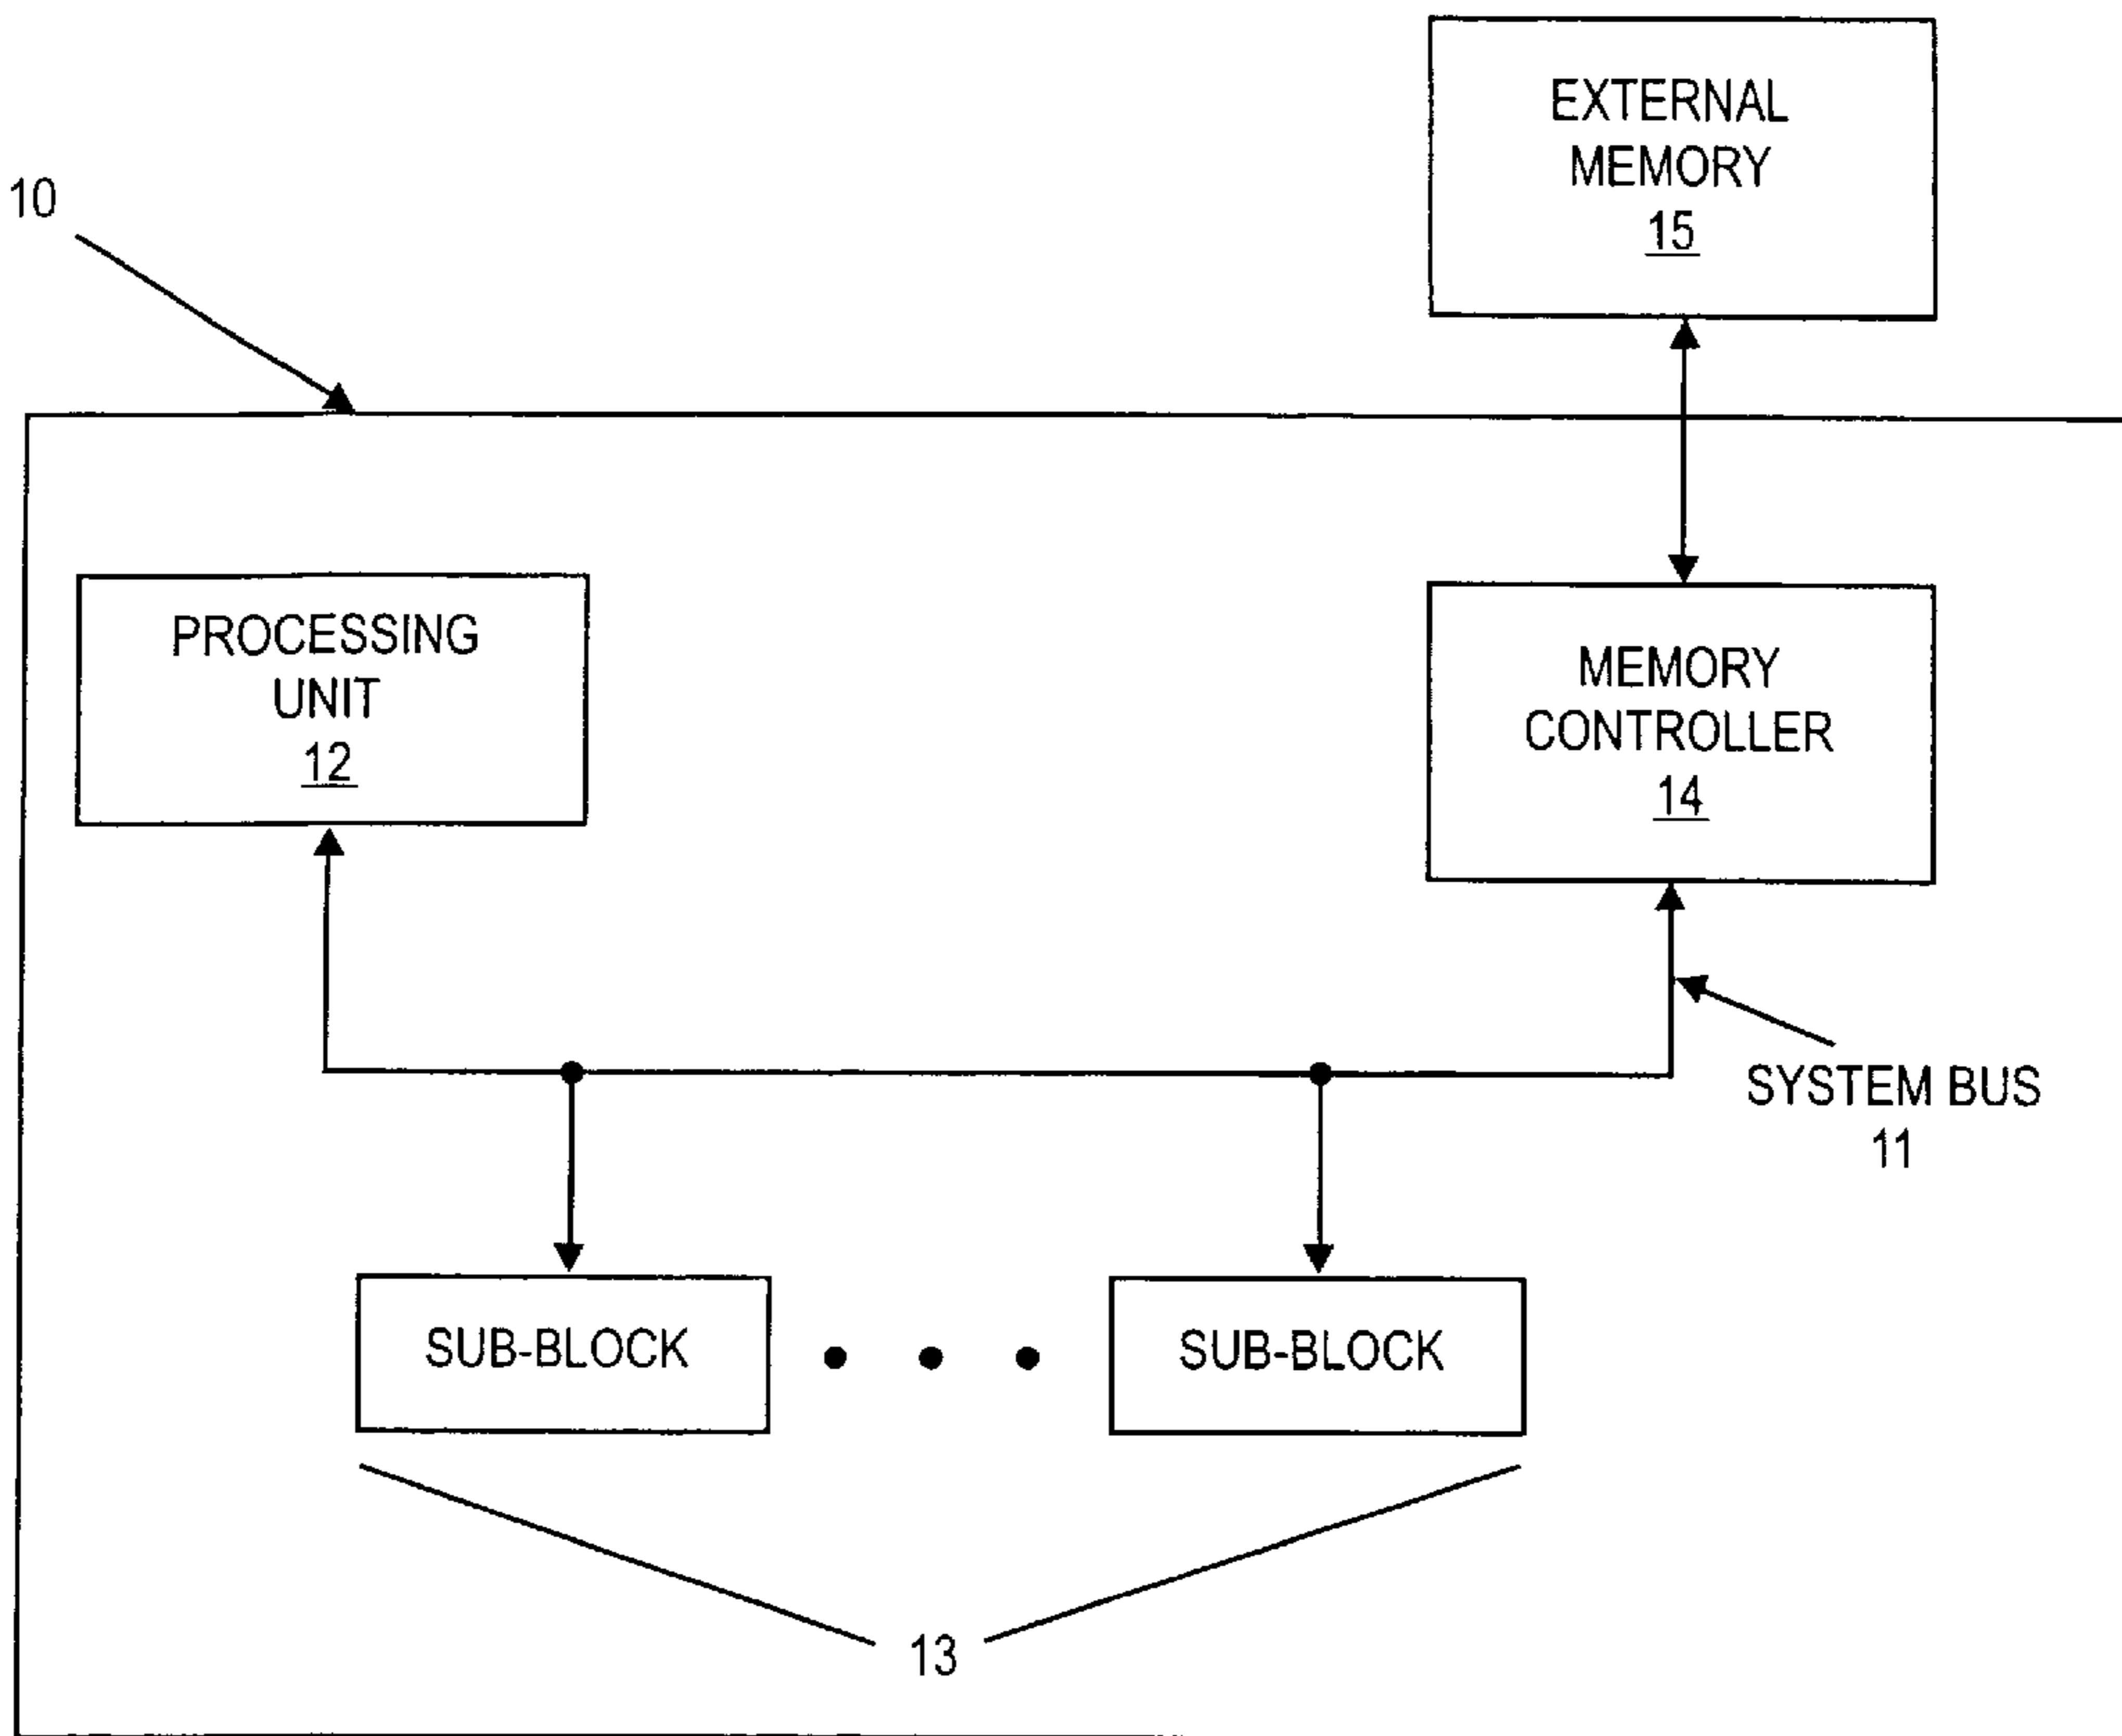 EXTERNAL
MEMORY
15
10
PROCESSING
UNIT
12
MEMORY
CONTROLLER
14
SYSTEM BUS
11
SUB-BLOCK
SUB-BLOCK
13